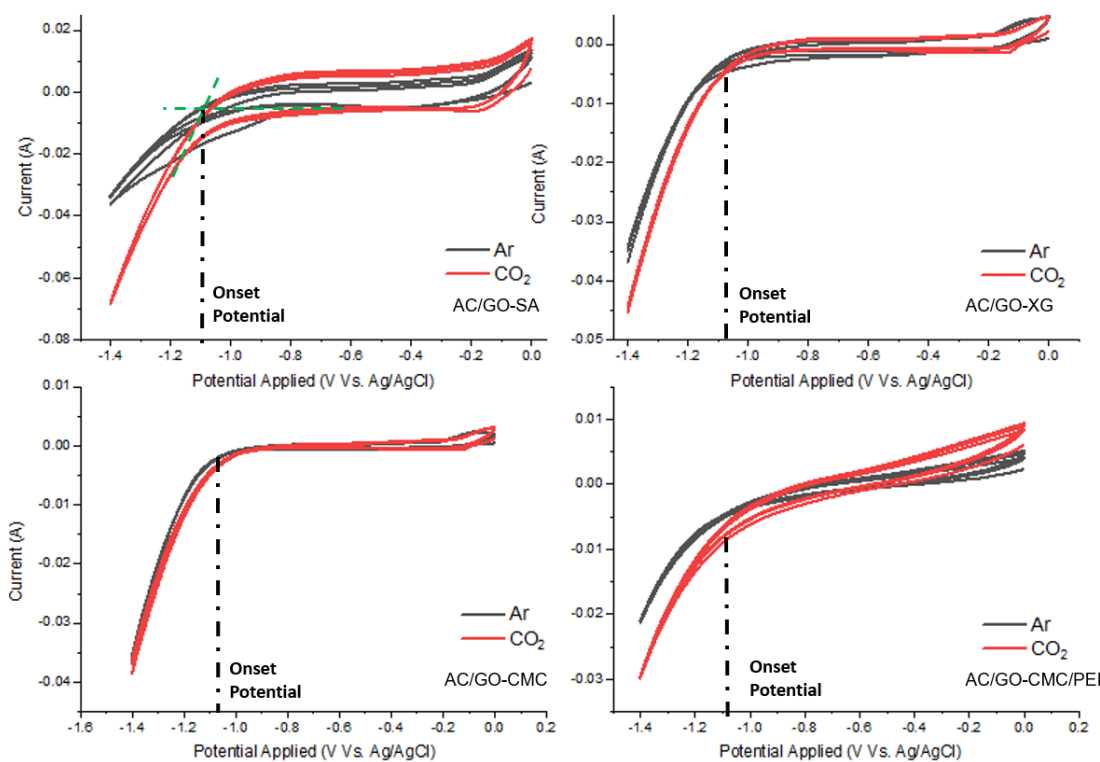 0.02
0.00
-0.02
-0.04
-0.06
-0.08
Current (A)
Ar
CO₂
Onset
Potential
AC/GO-SA
-1.4 -1.2 -1.0 -0.8 -0.6 -0.4 -0.2 0.0
Potential Applied (V Vs. Ag/AgCl)
0.00
-0.01
-0.02
-0.03
-0.04
-0.05
Current (A)
Ar
CO₂
Onset
Potential
AC/GO-XG
-1.4 -1.2 -1.0 -0.8 -0.6 -0.4 -0.2 0.0
Potential Applied (V Vs. Ag/AgCl)
0.01
0.00
-0.01
-0.02
-0.03
-0.04
Current (A)
Ar
CO₂
Onset
Potential
AC/GO-CMC
-1.6 -1.4 -1.2 -1.0 -0.8 -0.6 -0.4 -0.2 0.0 0.2
Potential Applied (V Vs. Ag/AgCl)
0.01
0.00
-0.01
-0.02
-0.03
Ar
CO₂
Onset
Potential
AC/GO-CMC/PEI
-1.4 -1.2 -1.0 -0.8 -0.6 -0.4 -0.2 0.0 0.2
Potential Applied (V Vs. Ag/AgCl)